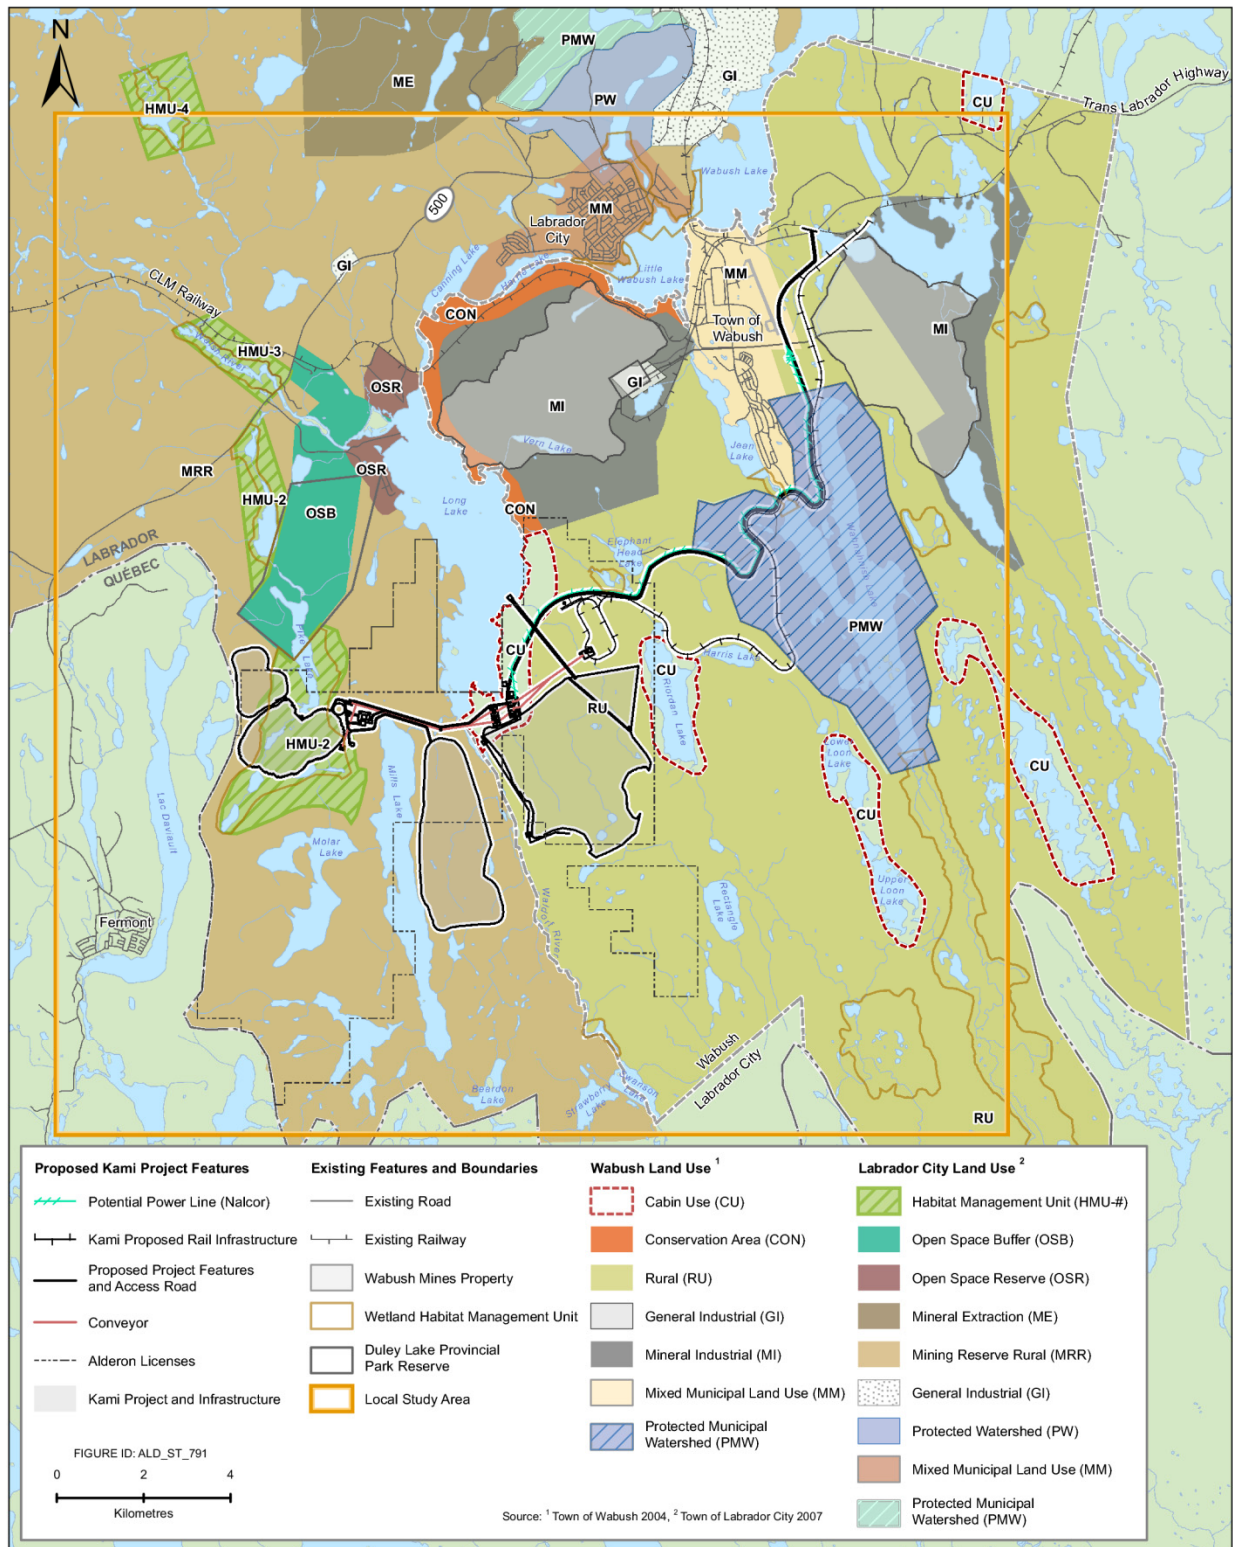 N
PMW
ME
GI
HMU-4
PW
CU
Trans Labrador Highway
Wabush Lake
500
MM
Labrador
City
GI
Canning Lake
Harrie Lake
Little
Wabush Lake
MM
CLM Railway
CON
Town of
Wabush
MI
HMU-3
OSR
GI
MI
Vern Lake
Jean
Lake
MRR
OSR
HMU-2
Long
Lake
CON
OSB
LABRADOR
QUÉBEC
Elephant
Head
Lake
Wahnahnish Lake
PMW
Pike Lake
CU
Harris Lake
CU
Riordan Lake
RU
HMU-2
Lower
Loon
Lake
CU
Lac Daviault
Mills Lake
CU
Molar
Lake
Upper
Loon
Lake
Rectangle
Lake
Fermont
Waldorf River
Wabush
Labrador City
Beardon
Lake
Strawberry
Lake
Swanson
Lake
RU
Proposed Kami Project Features
Potential Power Line (Nalcor)
Kami Proposed Rail Infrastructure
Proposed Project Features
and Access Road
Conveyor
Alderon Licenses
Kami Project and Infrastructure
FIGURE ID: ALD_ST_791
0 2 4
Kilometres
Existing Features and Boundaries
Existing Road
Existing Railway
Wabush Mines Property
Wetland Habitat Management Unit
Duley Lake Provincial
Park Reserve
Local Study Area
Wabush Land Use 1
Cabin Use (CU)
Conservation Area (CON)
Rural (RU)
General Industrial (GI)
Mineral Industrial (MI)
Mixed Municipal Land Use (MM)
Protected Municipal
Watershed (PMW)
Labrador City Land Use 2
Habitat Management Unit (HMU-#)
Open Space Buffer (OSB)
Open Space Reserve (OSR)
Mineral Extraction (ME)
Mining Reserve Rural (MRR)
General Industrial (GI)
Protected Watershed (PW)
Mixed Municipal Land Use (MM)
Protected Municipal
Watershed (PMW)
Source: 1 Town of Wabush 2004, 2 Town of Labrador City 2007